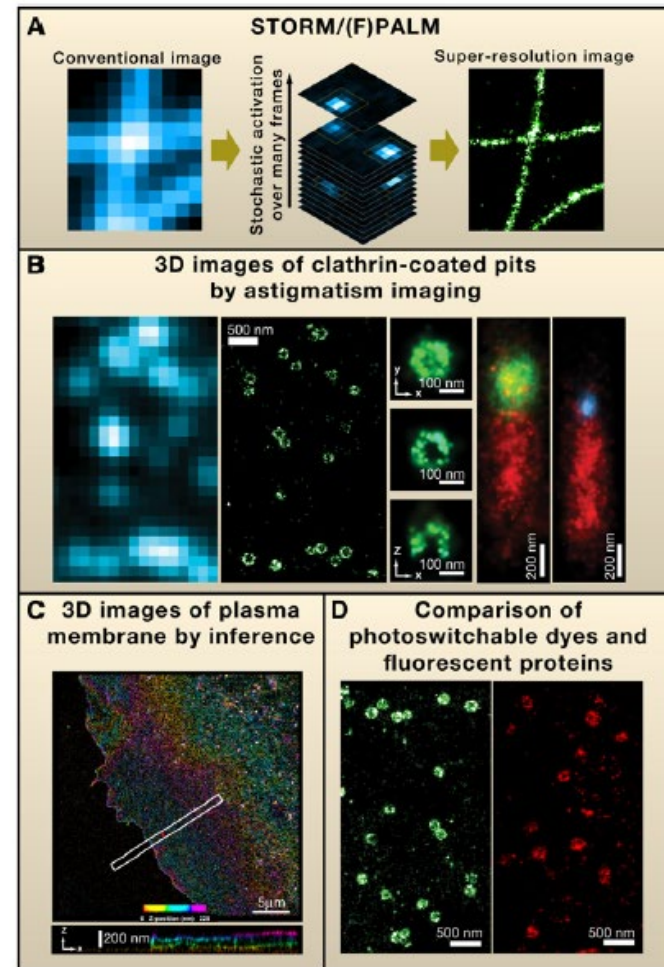 A
STORM/(F)PALM
Conventional image
Stochastic activation
over many frames
Super-resolution image
B
3D images of clathrin-coated pits
by astigmatism imaging
500 nm
y
x
100 nm
100 nm
z
x
100 nm
200 nm
200 nm
C
3D images of plasma
membrane by inference
5μm
Z position (nm)
z
x
200 nm
D
Comparison of
photoswitchable dyes and
fluorescent proteins
500 nm
500 nm